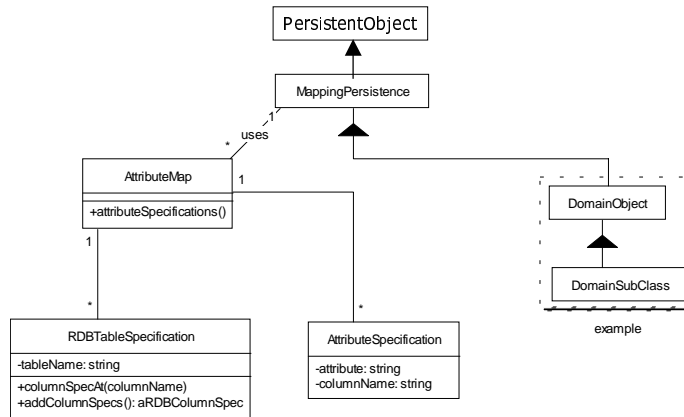 PersistentObject
MappingPersistence
1
uses
*
AttributeMap
+attributeSpecifications()
1
1
DomainObject
DomainSubClass
example
*
*
RDBTableSpecification
-tableName: string
+columnSpecAt(columnName)
+addColumnSpecs(): aRDBColumnSpec
AttributeSpecification
-attribute: string
-columnName: string